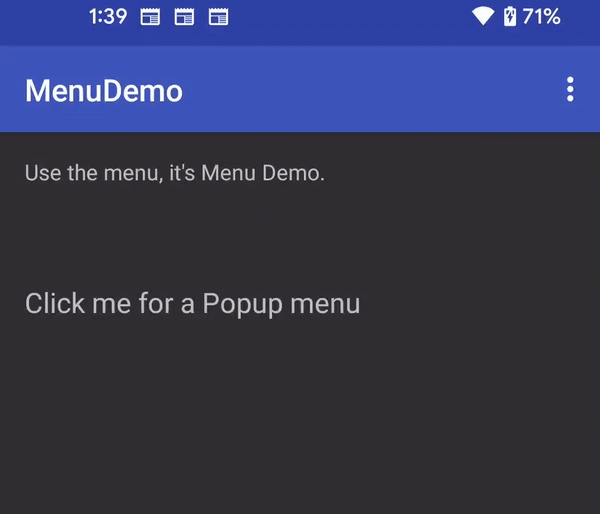 1:39 71%
MenuDemo
Use the menu, it's Menu Demo.
Click me for a Popup menu